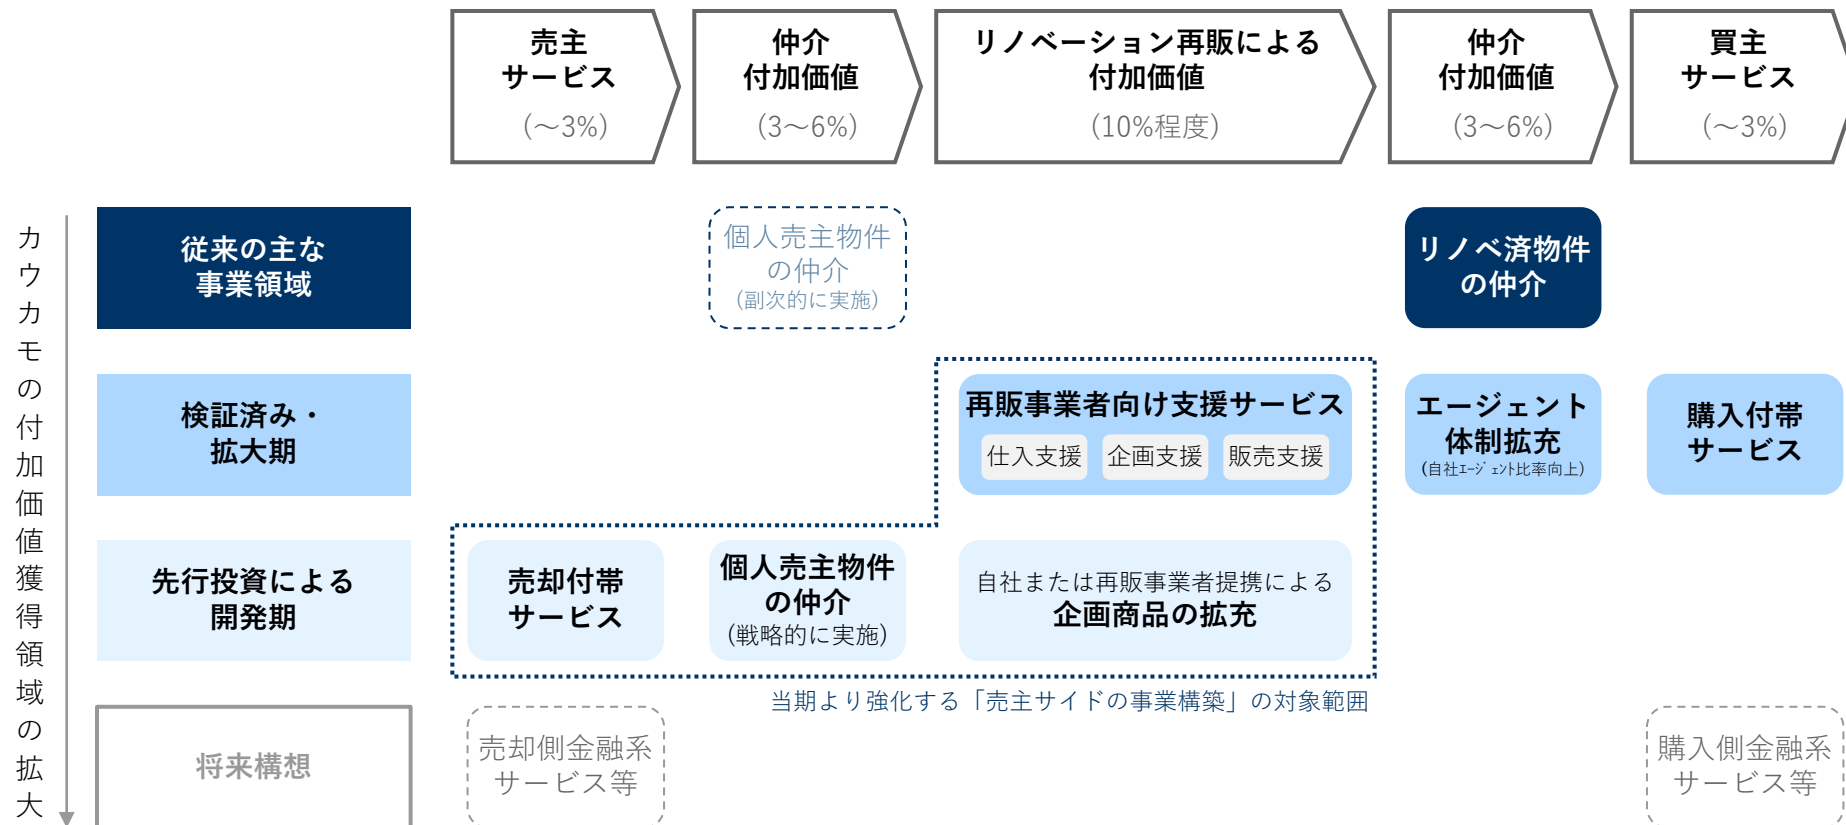 売主
サービス
(～3%)
仲介
付加価値
(3～6%)
リノベーション再販による
付加価値
(10%程度)
仲介
付加価値
(3～6%)
買主
サービス
(～3%)
カウカモの付加価値獲得領域の拡大
従来の主な
事業領域
個人売主物件
の仲介
(副次的に実施)
リノベ済物件
の仲介
検証済み・
拡大期
再販事業者向け支援サービス
仕入支援
企画支援
販売支援
エージェント
体制拡充
(自社ｴｰｼﾞｪﾝﾄ比率向上)
購入付帯
サービス
先行投資による
開発期
売却付帯
サービス
個人売主物件
の仲介
(戦略的に実施)
自社または再販事業者提携による
企画商品の拡充
当期より強化する「売主サイドの事業構築」の対象範囲
将来構想
売却側金融系
サービス等
購入側金融系
サービス等